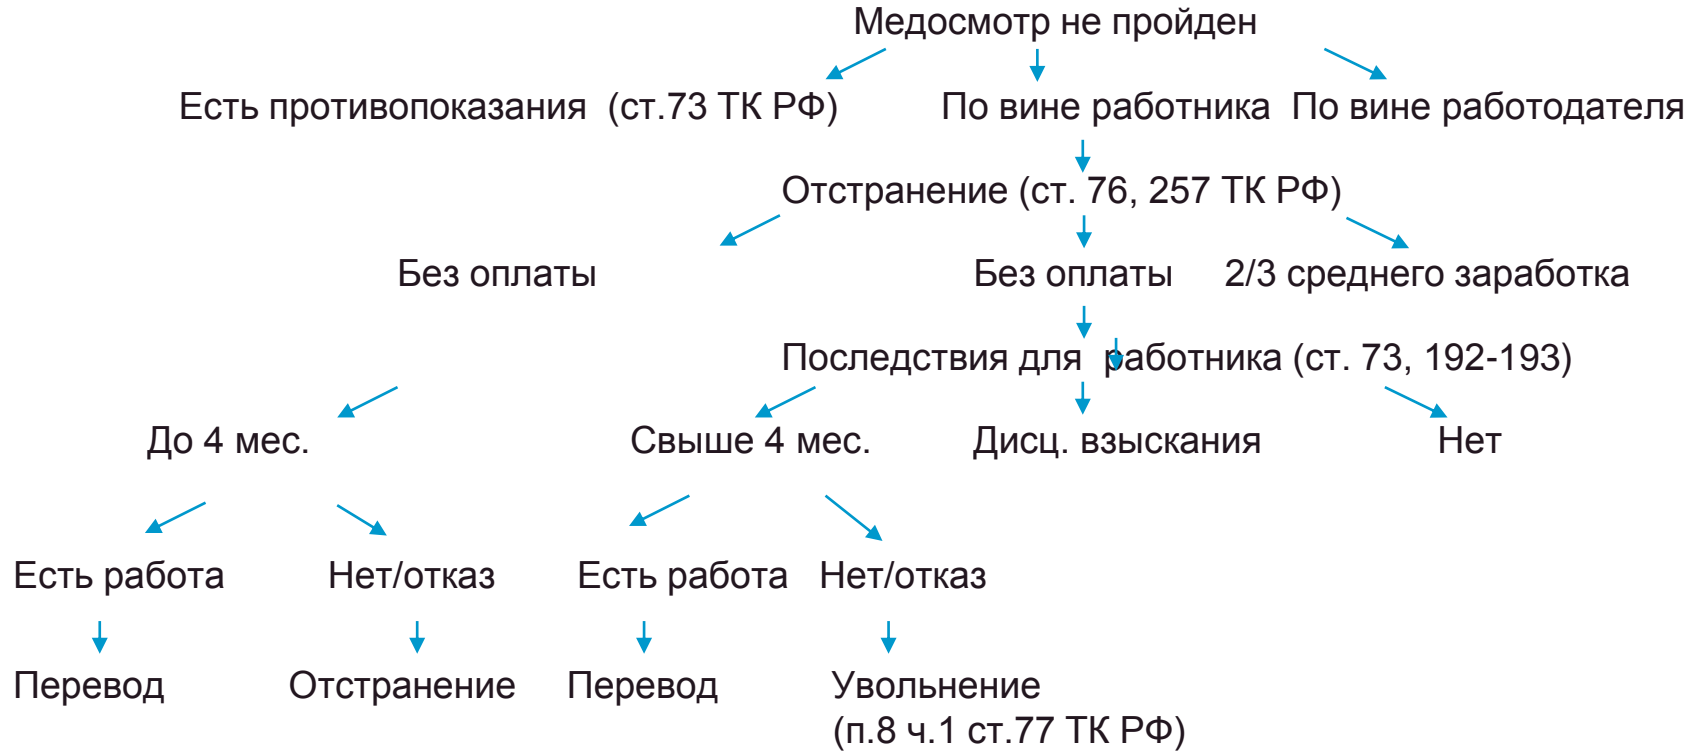 Медосмотр не пройден
Есть противопоказания (ст.73 ТК РФ) По вине работника По вине работодателя
Отстранение (ст. 76, 257 ТК РФ)
Без оплаты Без оплаты 2/3 среднего заработка
Последствия для работника (ст. 73, 192-193)
До 4 мес. Свыше 4 мес. Дисц. взыскания Нет
Есть работа Нет/отказ Есть работа Нет/отказ
Перевод Отстранение Перевод Увольнение
(п.8 ч.1 ст.77 ТК РФ)